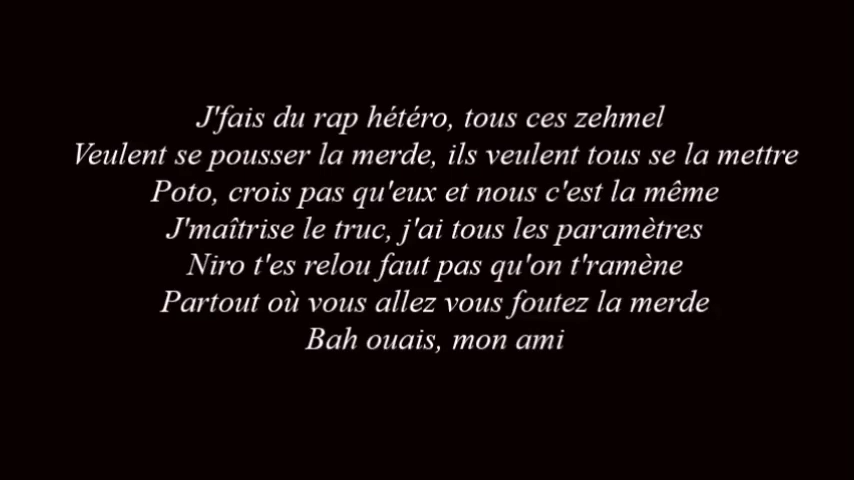 J'fais du rap hétéro, tous ces zehmel
Veulent se pousser la merde, ils veulent tous se la mettre
Poto, crois pas qu'eux et nous c'est la même
J'maîtrise le truc, j'ai tous les paramètres
Niro t'es relou faut pas qu'on t'ramène
Partout où vous allez vous foutez la merde
Bah ouais, mon ami